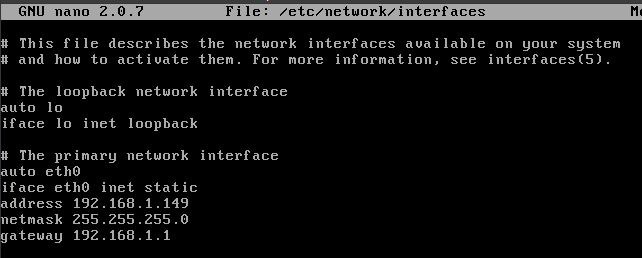 GNU nano 2.0.7 File: /etc/network/interfaces
# This file describes the network interfaces available on your system
# and how to activate them. For more information, see interfaces(5).
# The loopback network interface
auto lo
iface lo inet loopback
# The primary network interface
auto eth0
iface eth0 inet static
address 192.168.1.149
netmask 255.255.255.0
gateway 192.168.1.1